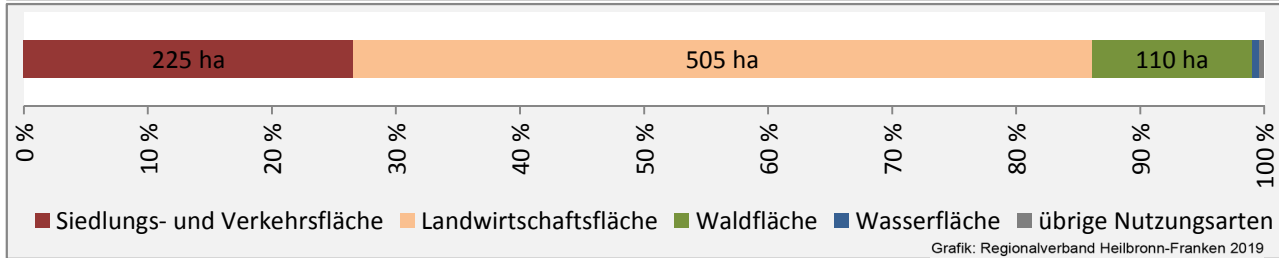 225 ha 505 ha 110 ha
0 % 10 % 20 % 30 % 40 % 50 % 60 % 70 % 80 % 90 % 100 %
Siedlungs- und Verkehrsfläche Landwirtschaftsfläche Waldfläche Wasserfläche übrige Nutzungsarten
Grafik: Regionalverband Heilbronn-Franken 2019